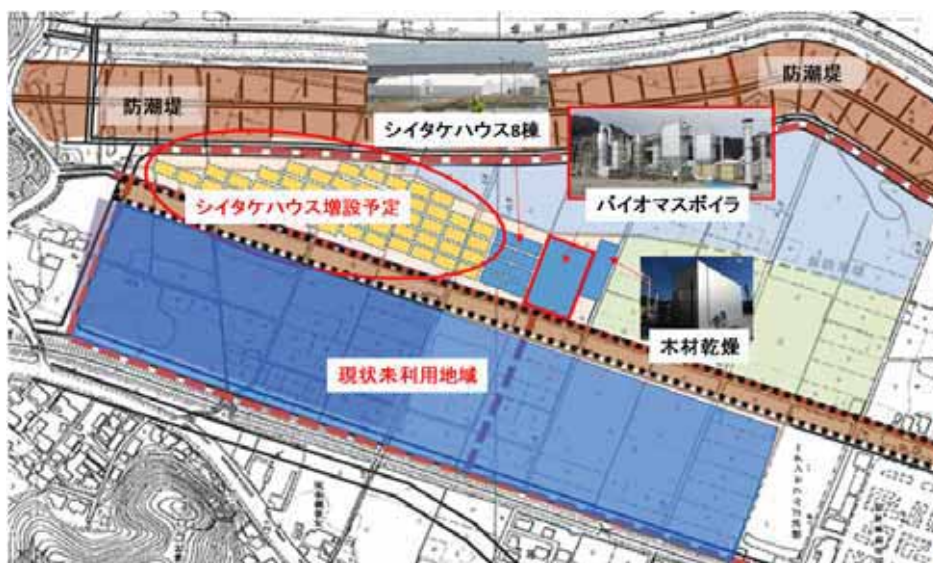 防潮堤
シイタケハウス8棟
防潮堤
バイオマスボイラ
シイタケハウス増設予定
木材乾燥
現状未利用地域